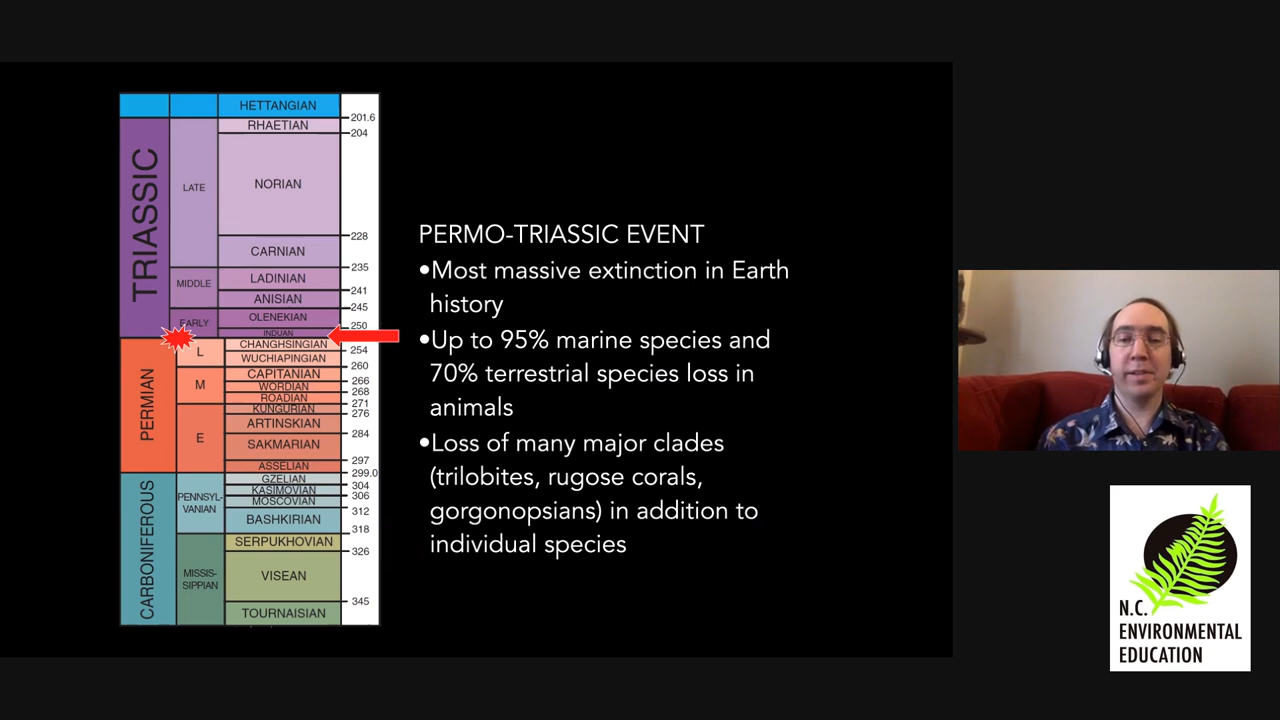 HETTANGIAN
201.6
RHAETIAN
204
TRIASSIC
LATE
NORIAN
228
CARNIAN
235
MIDDLE
LADINIAN
241
ANISIAN
245
EARLY
OLENEKIAN
250
INDUAN
PERMIAN
L
CHANGHSINGIAN
254
WUCHIAPINGIAN
260
M
CAPITANIAN
266
WORDIAN
268
ROADIAN
271
E
KUNGURIAN
276
ARTINSKIAN
284
SAKMARIAN
297
ASSELIAN
299.0
CARBONIFEROUS
PENNSYL-
VANIAN
GZELIAN
304
KASIMOVIAN
306
MOSCOVIAN
312
BASHKIRIAN
318
MISSIS-
SIPPIAN
SERPUKHOVIAN
326
VISEAN
345
TOURNAISIAN
PERMO-TRIASSIC EVENT
•Most massive extinction in Earth
history
•Up to 95% marine species and
70% terrestrial species loss in
animals
•Loss of many major clades
(trilobites, rugose corals,
gorgonopsians) in addition to
individual species
N.C.
ENVIRONMENTAL
EDUCATION